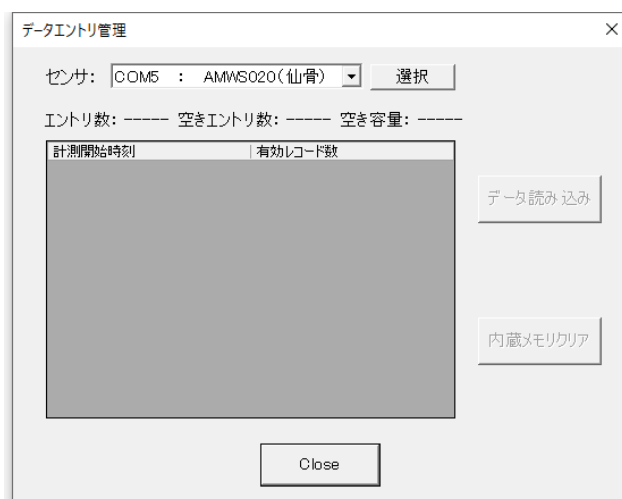 データエントリ管理
センサ: COM5 : AMWS020(仙骨) 選択
エントリ数: ----- 空きエントリ数: ----- 空き容量: -----
計測開始時刻 有効レコード数
データ読み込み
内蔵メモリクリア
Close